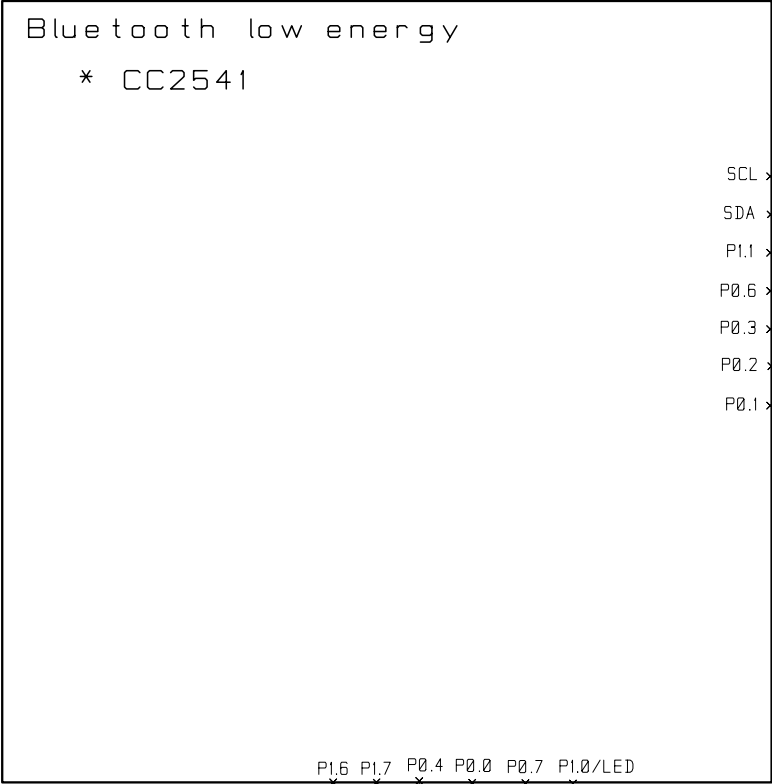 Bluetooth low energy
* CC2541
SCL
SDA
P1.1
P0.6
P0.3
P0.2
P0.1
P1.6 P1.7 P0.4 P0.0 P0.7 P1.0/LED